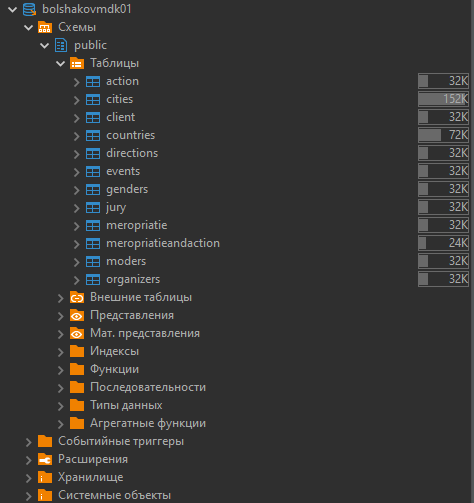 bolshakovmdk01
Схемы
public
Таблицы
action 32K
cities 152K
client 32K
countries 72K
directions 32K
events 32K
genders 32K
jury 32K
meropriatie 32K
meropriatieandaction 24K
moders 32K
organizers 32K
Внешние таблицы
Представления
Мат. представления
Индексы
Функции
Последовательности
Типы данных
Агрегатные функции
Событийные триггеры
Расширения
Хранилище
Системные объекты